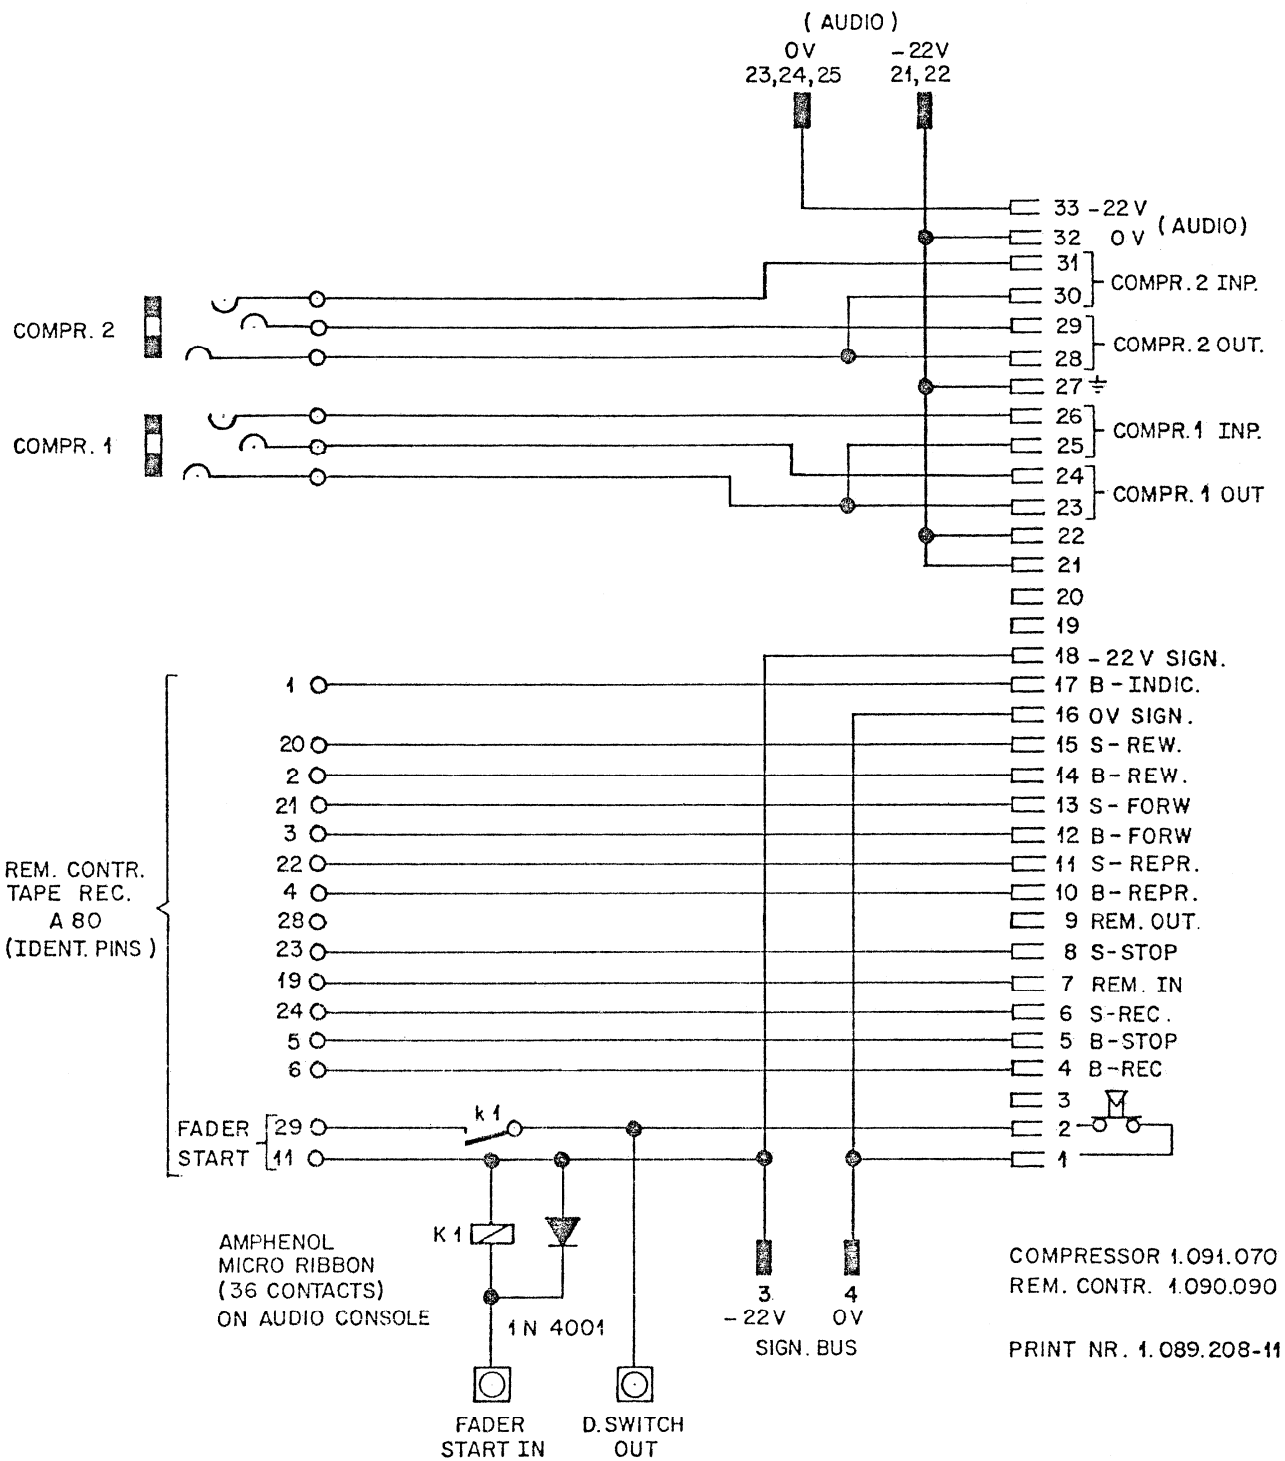 ( AUDIO )
0V -22V
23,24,25 21,22
33 -22V
( AUDIO)
32 0V
31
COMPR. 2 INP.
30
29
COMPR. 2
COMPR. 2 OUT.
28
27
26
COMPR. 1 INP.
COMPR. 1
25
24
COMPR. 1 OUT
23
22
21
20
19
18 -22V SIGN.
1 17 B-INDIC.
16 0V SIGN.
20 15 S-REW.
2 14 B-REW.
21 13 S-FORW
3 12 B-FORW
22 11 S-REPR.
4 10 B-REPR.
28 9 REM. OUT.
23 8 S-STOP
19 7 REM. IN
24 6 S-REC.
5 5 B-STOP
6 4 B-REC
REM. CONTR.
TAPE REC.
A 80
(IDENT. PINS)
3
k 1
FADER 29 2
START 11 1
K 1
AMPHENOL
MICRO RIBBON
(36 CONTACTS)
ON AUDIO CONSOLE
1N 4001
3 4
-22V 0V
SIGN. BUS
COMPRESSOR 1.091.070
REM. CONTR. 1.090.090
PRINT NR. 1.089.208-11
FADER
START IN
D. SWITCH
OUT